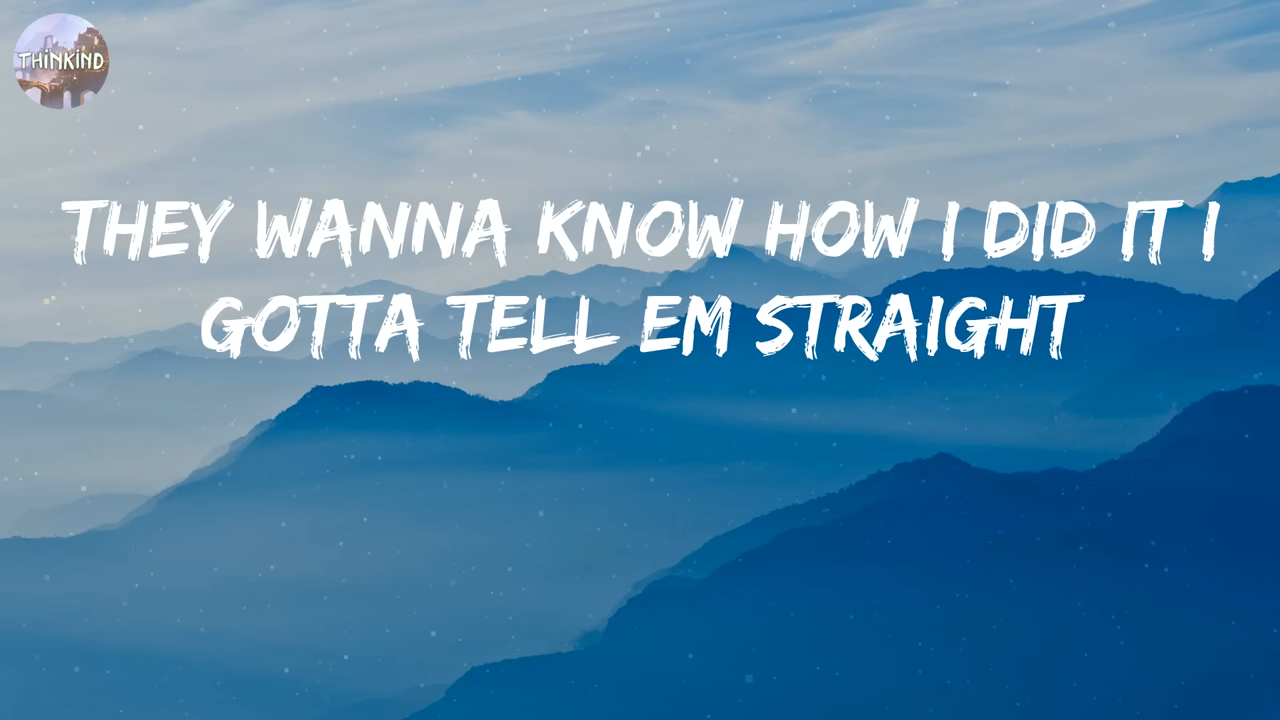 THiNKiND
THEY WANNA KNOW HOW I DID IT I
GOTTA TELL EM STRAIGHT